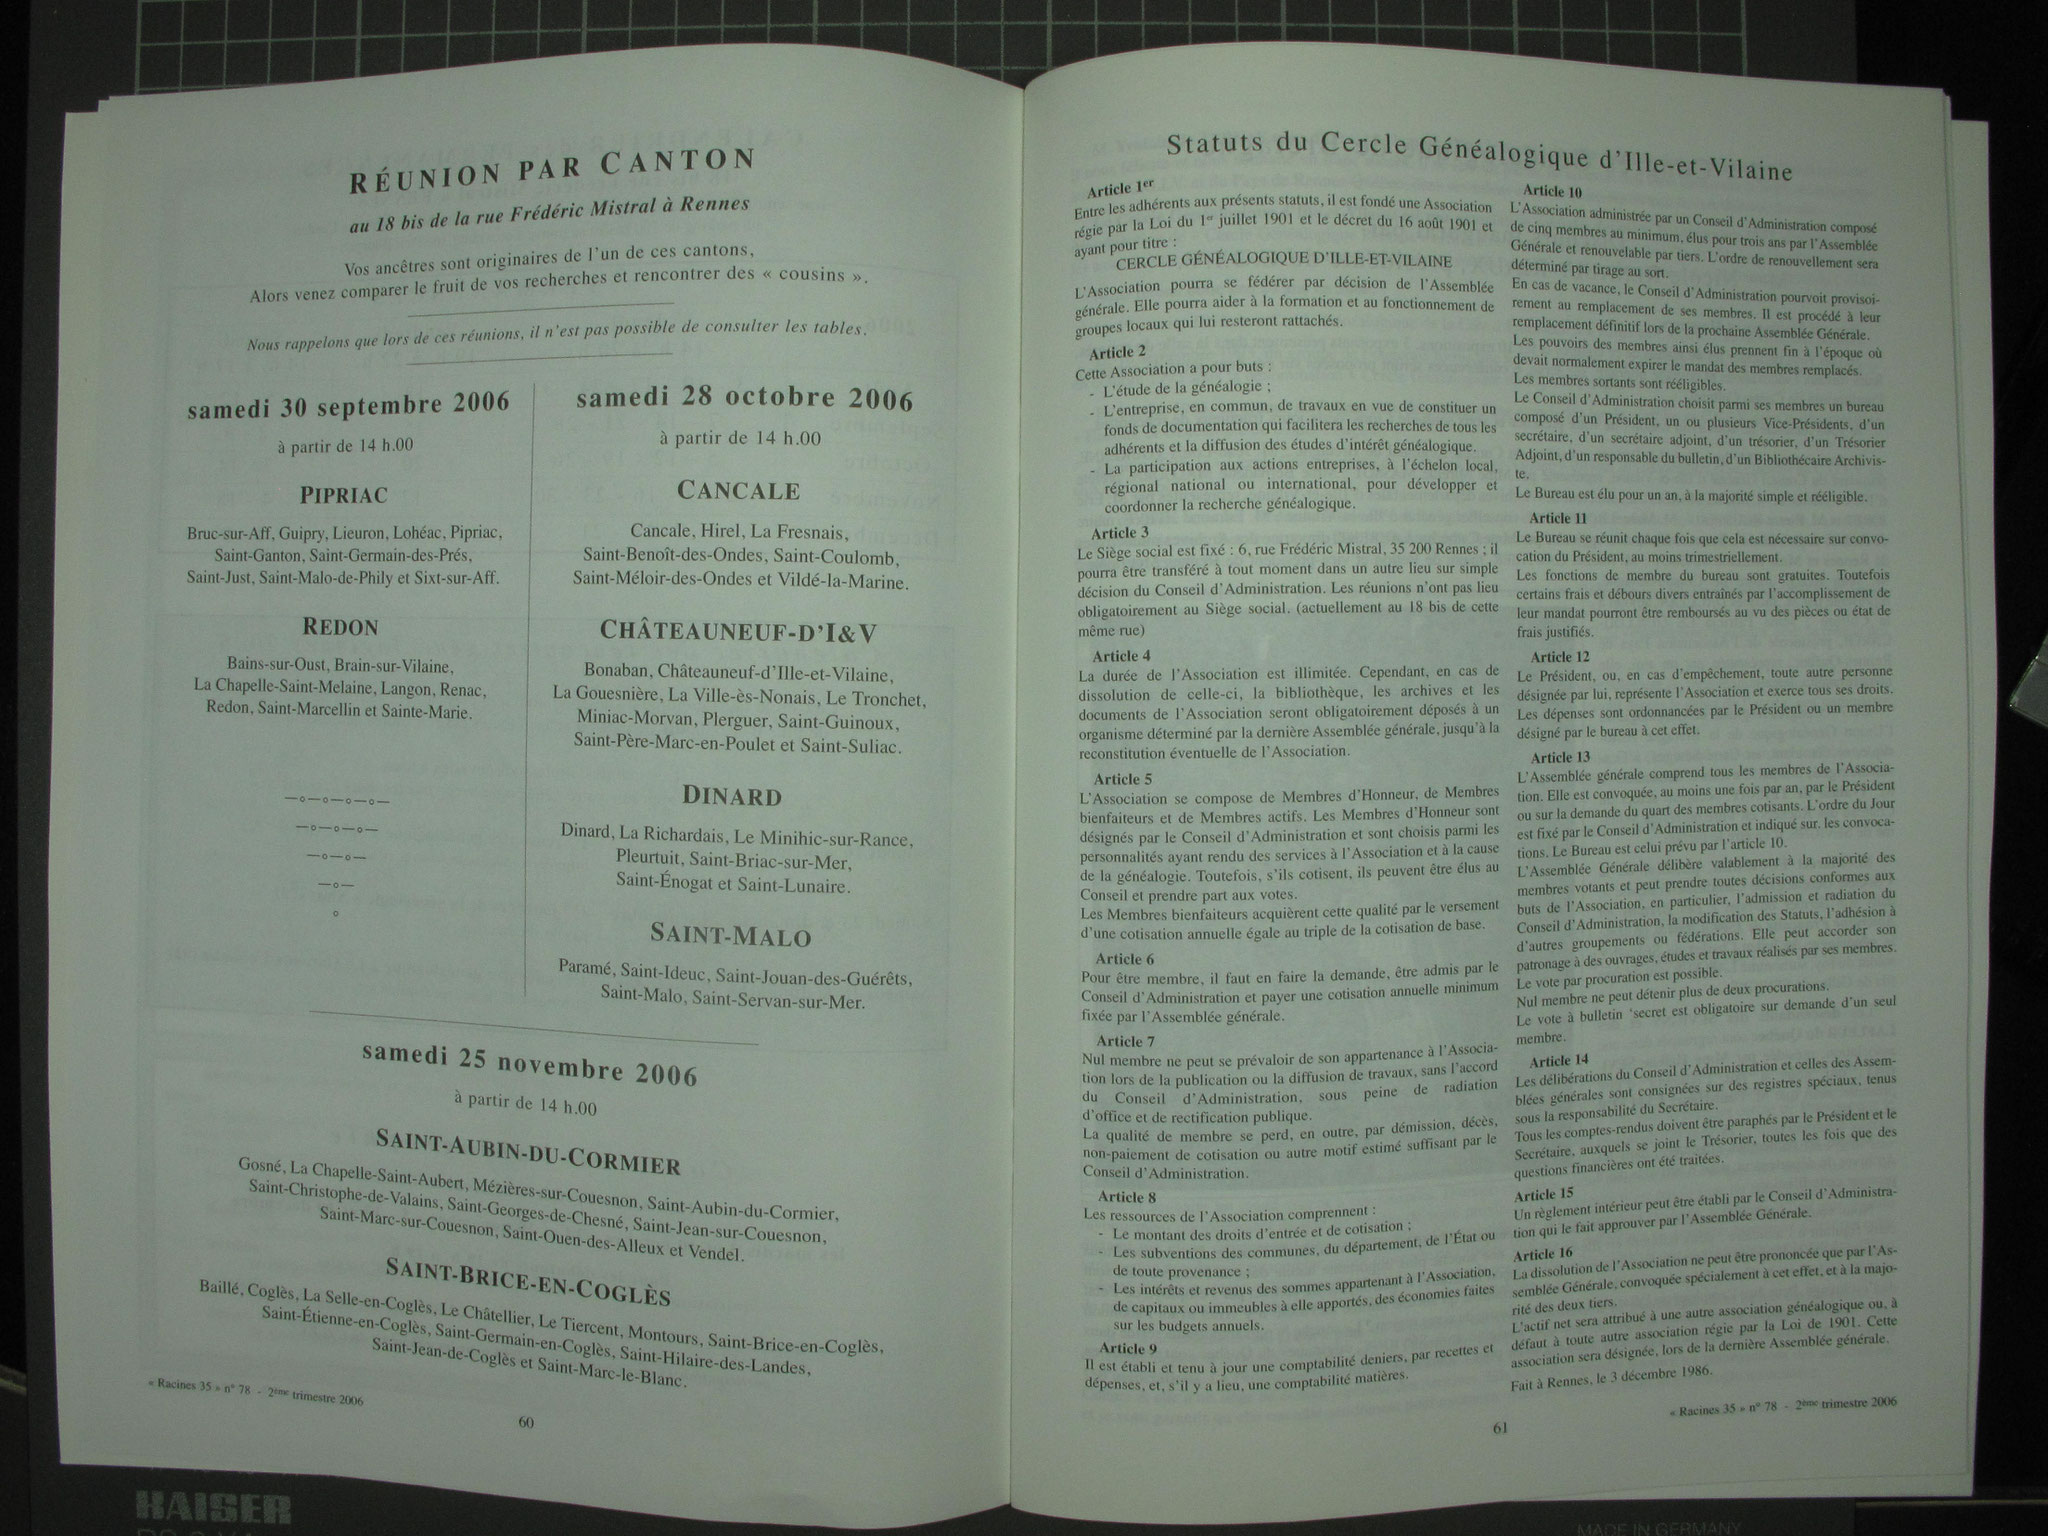 RÉUNION PAR CANTON
au 18 bis de la rue Frédéric Mistral à Rennes
Vos ancêtres sont originaires de l'un de ces cantons,
Alors venez comparer le fruit de vos recherches et rencontrer des « cousins ».
Nous rappelons que lors de ces réunions, il n'est pas possible de consulter les tables.
samedi 30 septembre 2006
à partir de 14 h.00
PIPRIAC
Bruc-sur-Aff, Guipry, Lieuron, Lohéac, Pipriac,
Saint-Ganton, Saint-Germain-des-Prés,
Saint-Just, Saint-Malo-de-Phily et Sixt-sur-Aff.
REDON
Bains-sur-Oust, Brain-sur-Vilaine,
La Chapelle-Saint-Melaine, Langon, Renac,
Redon, Saint-Marcellin et Sainte-Marie.
samedi 28 octobre 2006
à partir de 14 h.00
CANCALE
Cancale, Hirel, La Fresnais,
Saint-Benoît-des-Ondes, Saint-Coulomb,
Saint-Méloir-des-Ondes et Vildé-la-Marine.
CHÂTEAUNEUF-D'I&V
Bonaban, Châteauneuf-d'Ille-et-Vilaine,
La Gouesnière, La Ville-ès-Nonais, Le Tronchet,
Miniac-Morvan, Plerguer, Saint-Guinoux,
Saint-Père-Marc-en-Poulet et Saint-Suliac.
DINARD
Dinard, La Richardais, Le Minihic-sur-Rance,
Pleurtuit, Saint-Briac-sur-Mer,
Saint-Énogat et Saint-Lunaire.
SAINT-MALO
Paramé, Saint-Ideuc, Saint-Jouan-des-Guérêts,
Saint-Malo, Saint-Servan-sur-Mer.
samedi 25 novembre 2006
à partir de 14 h.00
SAINT-AUBIN-DU-CORMIER
Gosné, La Chapelle-Saint-Aubert, Mézières-sur-Couesnon, Saint-Aubin-du-Cormier,
Saint-Christophe-de-Valains, Saint-Georges-de-Chesné, Saint-Jean-sur-Couesnon,
Saint-Marc-sur-Couesnon, Saint-Ouen-des-Alleux et Vendel.
SAINT-BRICE-EN-COGLÈS
Baillé, Coglès, La Selle-en-Coglès, Le Châtellier, Le Tiercent, Montours, Saint-Brice-en-Coglès,
Saint-Étienne-en-Coglès, Saint-Germain-en-Coglès, Saint-Hilaire-des-Landes,
Saint-Jean-de-Coglès et Saint-Marc-le-Blanc.
« Racines 35 » n° 78 - 2ème trimestre 2006
60
Statuts du Cercle Généalogique d'Ille-et-Vilaine
Article 1er
Entre les adhérents aux présents statuts, il est fondé une Association
régie par la Loi du 1er juillet 1901 et le décret du 16 août 1901 et
ayant pour titre :
CERCLE GÉNÉALOGIQUE D'ILLE-ET-VILAINE
L'Association pourra se fédérer par décision de l'Assemblée
générale. Elle pourra aider à la formation et au fonctionnement de
groupes locaux qui lui resteront rattachés.
Article 2
Cette Association a pour buts :
- L'étude de la généalogie ;
- L'entreprise, en commun, de travaux en vue de constituer un
fonds de documentation qui facilitera les recherches de tous les
adhérents et la diffusion des études d'intérêt généalogique.
- La participation aux actions entreprises, à l'échelon local,
régional national ou international, pour développer et
coordonner la recherche généalogique.
Article 3
Le Siège social est fixé : 6, rue Frédéric Mistral, 35 200 Rennes ; il
pourra être transféré à tout moment dans un autre lieu sur simple
décision du Conseil d'Administration. Les réunions n'ont pas lieu
obligatoirement au Siège social. (actuellement au 18 bis de cette
même rue)
Article 4
La durée de l'Association est illimitée. Cependant, en cas de
dissolution de celle-ci, la bibliothèque, les archives et les
documents de l'Association seront obligatoirement déposés à un
organisme déterminé par la dernière Assemblée générale, jusqu'à la
reconstitution éventuelle de l'Association.
Article 5
L'Association se compose de Membres d'Honneur, de Membres
bienfaiteurs et de Membres actifs. Les Membres d'Honneur sont
désignés par le Conseil d'Administration et sont choisis parmi les
personnalités ayant rendu des services à l'Association et à la cause
de la généalogie. Toutefois, s'ils cotisent, ils peuvent être élus au
Conseil et prendre part aux votes.
Les Membres bienfaiteurs acquièrent cette qualité par le versement
d'une cotisation annuelle égale au triple de la cotisation de base.
Article 6
Pour être membre, il faut en faire la demande, être admis par le
Conseil d'Administration et payer une cotisation annuelle minimum
fixée par l'Assemblée générale.
Article 7
Nul membre ne peut se prévaloir de son appartenance à l'Associa-
tion lors de la publication ou la diffusion de travaux, sans l'accord
du Conseil d'Administration, sous peine de radiation
d'office et de rectification publique.
La qualité de membre se perd, en outre, par démission, décès,
non-paiement de cotisation ou autre motif estimé suffisant par le
Conseil d'Administration.
Article 8
Les ressources de l'Association comprennent :
- Le montant des droits d'entrée et de cotisation ;
- Les subventions des communes, du département, de l'État ou
de toute provenance ;
- Les intérêts et revenus des sommes appartenant à l'Association,
de capitaux ou immeubles à elle apportés, des économies faites
sur les budgets annuels.
Article 9
Il est établi et tenu à jour une comptabilité deniers, par recettes et
dépenses, et, s'il y a lieu, une comptabilité matières.
Article 10
L'Association administrée par un Conseil d'Administration composé
de cinq membres au minimum, élus pour trois ans par l'Assemblée
Générale et renouvelable par tiers. L'ordre de renouvellement sera
déterminé par tirage au sort.
En cas de vacance, le Conseil d'Administration pourvoit provisoi-
rement au remplacement de ses membres. Il est procédé à leur
remplacement définitif lors de la prochaine Assemblée Générale.
Les pouvoirs des membres ainsi élus prennent fin à l'époque où
devait normalement expirer le mandat des membres remplacés.
Les membres sortants sont rééligibles.
Le Conseil d'Administration choisit parmi ses membres un bureau
composé d'un Président, un ou plusieurs Vice-Présidents, d'un
secrétaire, d'un secrétaire adjoint, d'un trésorier, d'un Trésorier
Adjoint, d'un responsable du bulletin, d'un Bibliothécaire Archivis-
te.
Le Bureau est élu pour un an, à la majorité simple et rééligible.
Article 11
Le Bureau se réunit chaque fois que cela est nécessaire sur convo-
cation du Président, au moins trimestriellement.
Les fonctions de membre du bureau sont gratuites. Toutefois
certains frais et débours divers entraînés par l'accomplissement de
leur mandat pourront être remboursés au vu des pièces ou état de
frais justifiés.
Article 12
Le Président, ou, en cas d'empêchement, toute autre personne
désignée par lui, représente l'Association et exerce tous ses droits.
Les dépenses sont ordonnancées par le Président ou un membre
désigné par le bureau à cet effet.
Article 13
L'Assemblée générale comprend tous les membres de l'Associa-
tion. Elle est convoquée, au moins une fois par an, par le Président
ou sur la demande du quart des membres cotisants. L'ordre du Jour
est fixé par le Conseil d'Administration et indiqué sur. les convoca-
tions. Le Bureau est celui prévu par l'article 10.
L'Assemblée Générale délibère valablement à la majorité des
membres votants et peut prendre toutes décisions conformes aux
buts de l'Association, en particulier, l'admission et radiation du
Conseil d'Administration, la modification des Statuts, l'adhésion à
d'autres groupements ou fédérations. Elle peut accorder son
patronage à des ouvrages, études et travaux réalisés par ses membres.
Le vote par procuration est possible.
Nul membre ne peut détenir plus de deux procurations.
Le vote à bulletin 'secret est obligatoire sur demande d'un seul
membre.
Article 14
Les délibérations du Conseil d'Administration et celles des Assem-
blées générales sont consignées sur des registres spéciaux, tenus
sous la responsabilité du Secrétaire.
Tous les comptes-rendus doivent être paraphés par le Président et le
Secrétaire, auxquels se joint le Trésorier, toutes les fois que des
questions financières ont été traitées.
Article 15
Un règlement intérieur peut être établi par le Conseil d'Administra-
tion qui le fait approuver par l'Assemblée Générale.
Article 16
La dissolution de l'Association ne peut être prononcée que par l'As-
semblée Générale, convoquée spécialement à cet effet, et à la majo-
rité des deux tiers.
L'actif net sera attribué à une autre association généalogique ou, à
défaut à toute autre association régie par la Loi de 1901. Cette
association sera désignée, lors de la dernière Assemblée générale.
Fait à Rennes, le 3 décembre 1986.
« Racines 35 » n° 78 - 2ème trimestre 2006
61
KAISER
MADE IN GERMANY